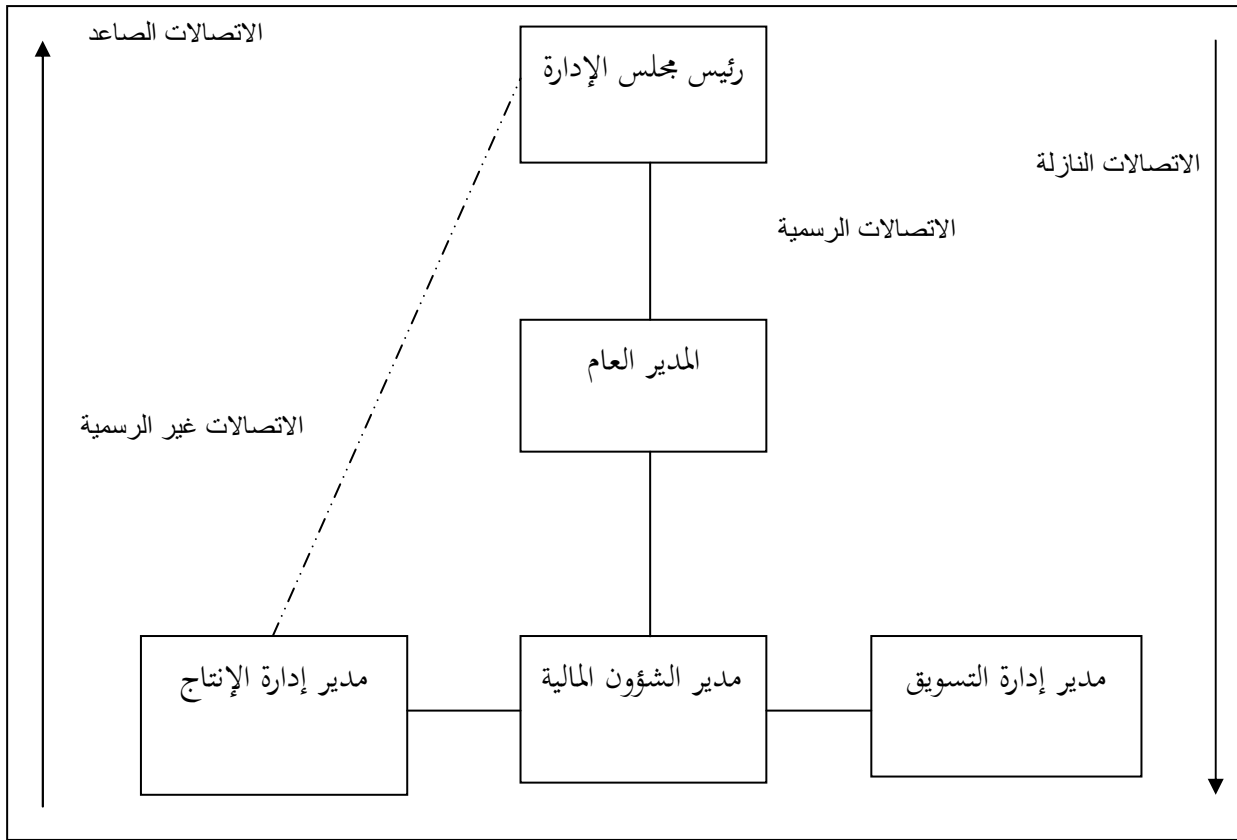 الاتصالات الصاعد
رئيس مجلس الإدارة
الاتصالات النازلة
الاتصالات الرسمية
المدير العام
الاتصالات غير الرسمية
مدير إدارة التسويق
مدير الشؤون المالية
مدير إدارة الإنتاج